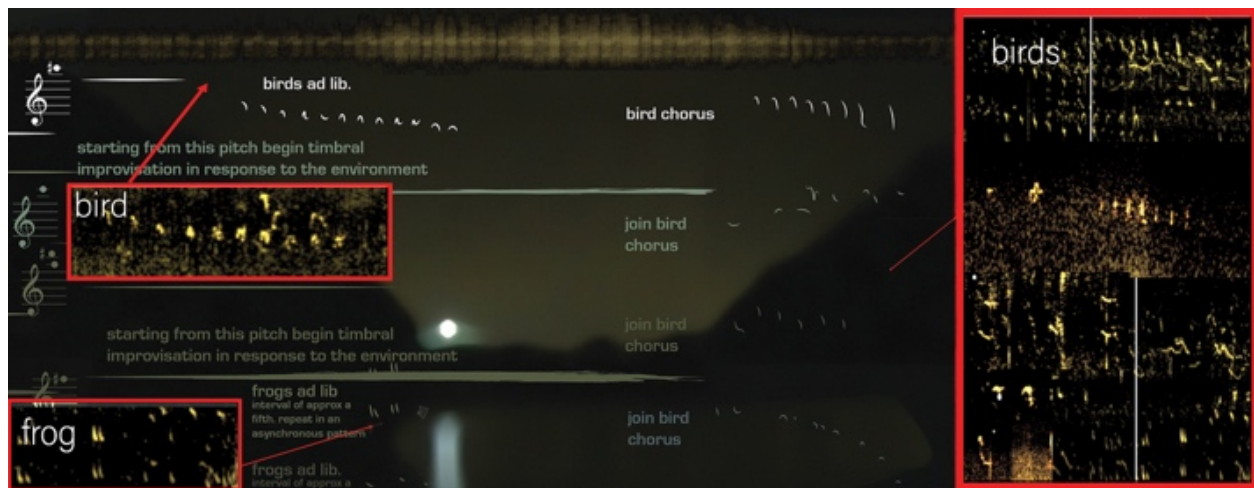 birds
birds ad lib.
bird chorus
starting from this pitch begin timbral
improvisation in response to the environment
bird
join bird
chorus
starting from this pitch begin timbral
improvisation in response to the environment
join bird
chorus
frogs ad lib
interval of approx a
fifth. repeat in an
asynchronous pattern
join bird
chorus
frog
frogs ad lib.
interval of approx a